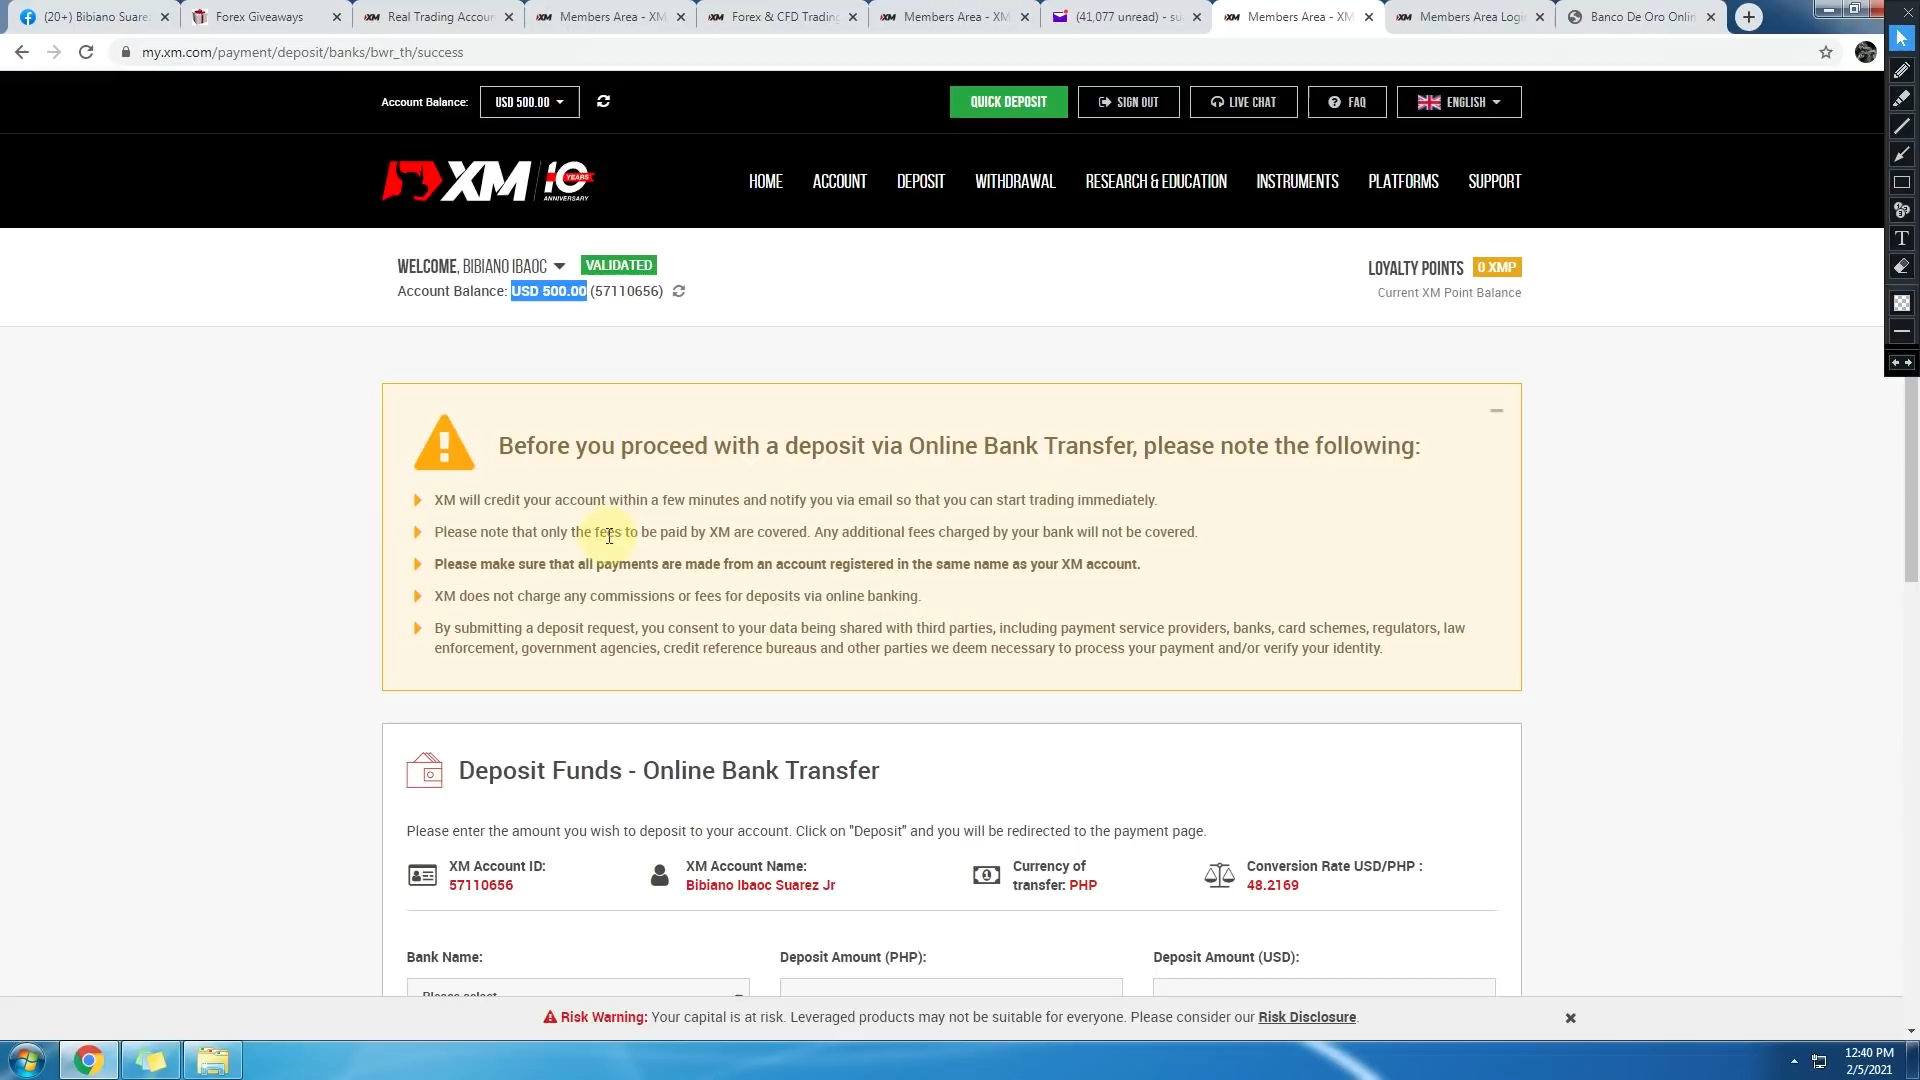 (20+) Bibiano Suare
Forex Giveaways
XM Real Trading Accour
XM Members Area - XM
XM Forex & CFD Trading
XM Members Area - XM
(41,077 unread) - su
XM Members Area - XM
XM Members Area Logi
Banco De Oro Onlin
my.xm.com/payment/deposit/banks/bwr_th/success
Account Balance: USD 500.00
QUICK DEPOSIT
SIGN OUT
LIVE CHAT
FAQ
ENGLISH
XM 10 YEARS ANNIVERSARY
HOME ACCOUNT DEPOSIT WITHDRAWAL RESEARCH & EDUCATION INSTRUMENTS PLATFORMS SUPPORT
WELCOME, BIBIANO IBAOC VALIDATED
Account Balance: USD 500.00 (57110656)
LOYALTY POINTS 0 XMP
Current XM Point Balance
Before you proceed with a deposit via Online Bank Transfer, please note the following:
XM will credit your account within a few minutes and notify you via email so that you can start trading immediately.
Please note that only the fees to be paid by XM are covered. Any additional fees charged by your bank will not be covered.
Please make sure that all payments are made from an account registered in the same name as your XM account.
XM does not charge any commissions or fees for deposits via online banking.
By submitting a deposit request, you consent to your data being shared with third parties, including payment service providers, banks, card schemes, regulators, law
enforcement, government agencies, credit reference bureaus and other parties we deem necessary to process your payment and/or verify your identity.
Deposit Funds - Online Bank Transfer
Please enter the amount you wish to deposit to your account. Click on "Deposit" and you will be redirected to the payment page.
XM Account ID:
57110656
XM Account Name:
Bibiano Ibaoc Suarez Jr
Currency of
transfer: PHP
Conversion Rate USD/PHP :
48.2169
Bank Name:
Deposit Amount (PHP):
Deposit Amount (USD):
Please select
Risk Warning: Your capital is at risk. Leveraged products may not be suitable for everyone. Please consider our Risk Disclosure.
12:40 PM
2/5/2021